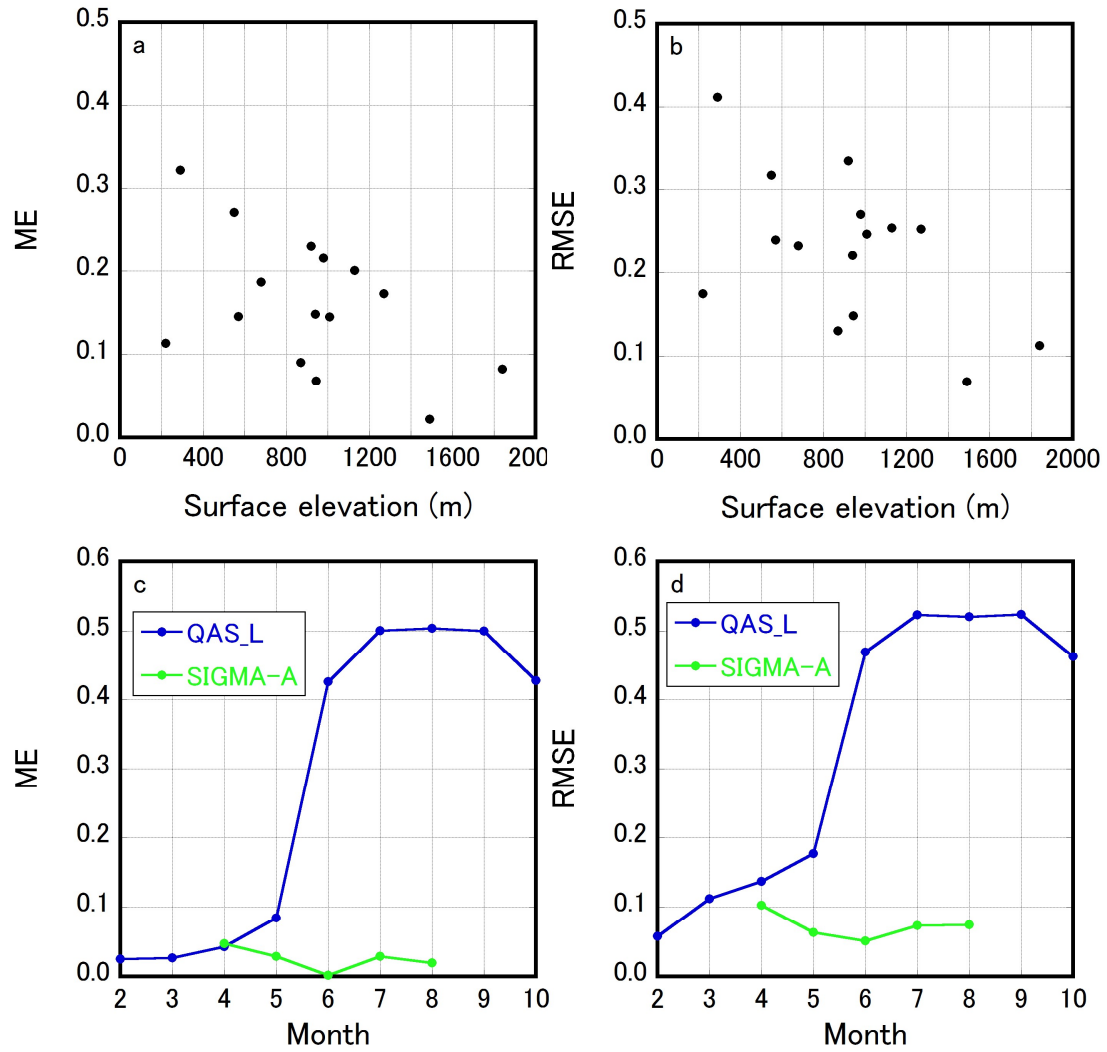 a
0.5
0.4
0.3
0.2
0.1
0.0
ME
0 400 800 1200 1600 200
Surface elevation (m)
b
0.5
0.4
0.3
0.2
0.1
0.0
RMSE
0 400 800 1200 1600 2000
Surface elevation (m)
c
QAS_L
SIGMA-A
0.6
0.5
0.4
0.3
0.2
0.1
0.0
ME
2 3 4 5 6 7 8 9 10
Month
d
QAS_L
SIGMA-A
0.6
0.5
0.4
0.3
0.2
0.1
0.0
RMSE
2 3 4 5 6 7 8 9 10
Month